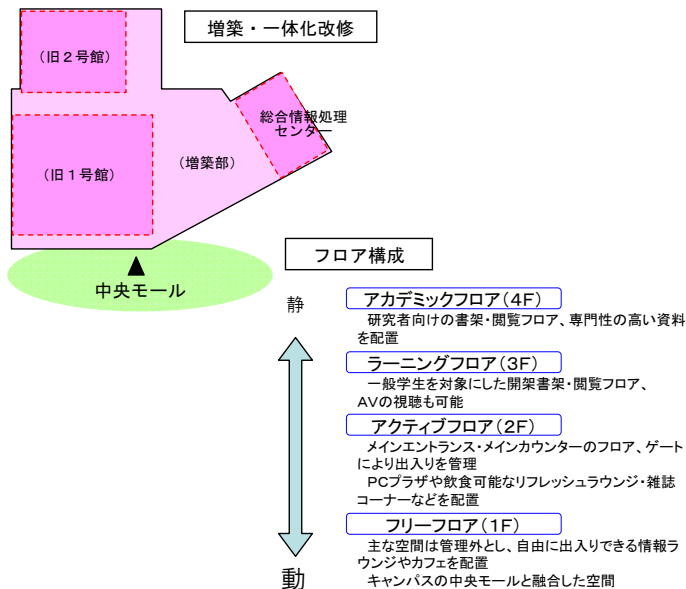 増築・一体化改修
（旧２号館）
総合情報処理
センター
（増築部）
（旧１号館）
フロア構成
中央モール
静
アカデミックフロア（４Ｆ）
研究者向けの書架・閲覧フロア、専門性の高い資料
を配置
ラーニングフロア（３Ｆ）
一般学生を対象にした開架書架・閲覧フロア、
ＡＶの視聴も可能
アクティブフロア（２Ｆ）
メインエントランス・メインカウンターのフロア、ゲート
により出入りを管理
ＰＣプラザや飲食可能なリフレッシュラウンジ・雑誌
コーナーなどを配置
フリーフロア（１Ｆ）
主な空間は管理外とし、自由に出入りできる情報ラ
ウンジやカフェを配置
キャンパスの中央モールと融合した空間
動